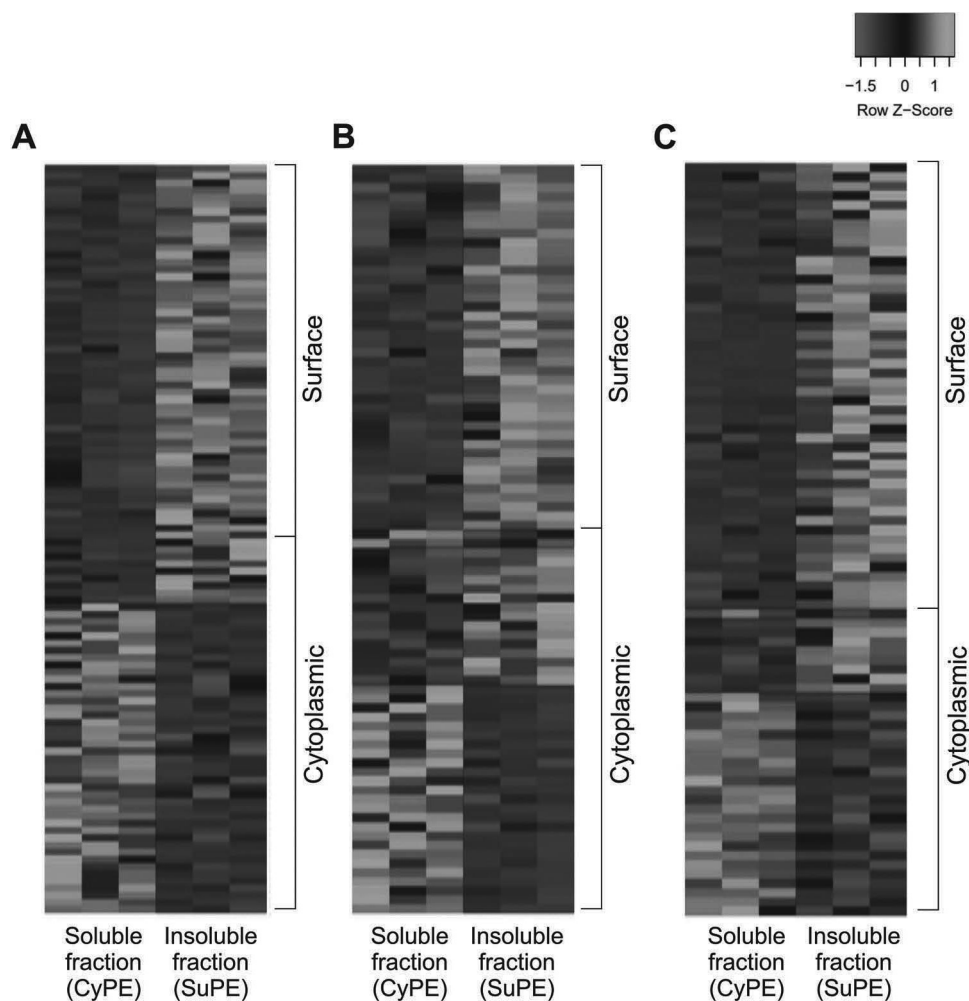 −1.5 0 1
Row Z−Score
A
B
C
Surface
Cytoplasmic
Surface
Cytoplasmic
Surface
Cytoplasmic
Soluble
fraction
(CyPE)
Insoluble
fraction
(SuPE)
Soluble
fraction
(CyPE)
Insoluble
fraction
(SuPE)
Soluble
fraction
(CyPE)
Insoluble
fraction
(SuPE)